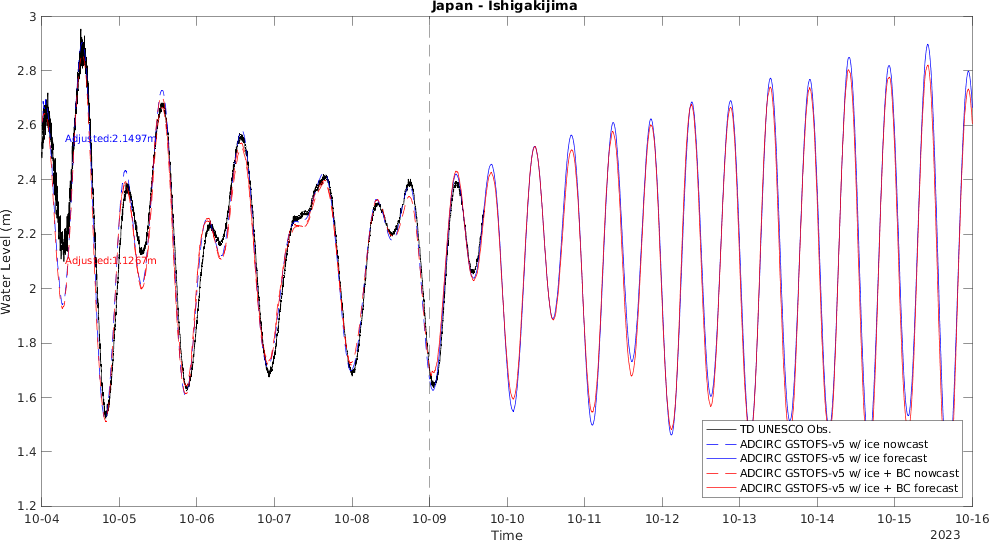 Japan - Ishigakijima
Water Level (m)
3
2.8
2.6
2.4
2.2
2
1.8
1.6
1.4
1.2
Adjusted:2.1497m
Adjusted:1.1267m
TD UNESCO Obs.
ADCIRC GSTOFS-v5 w/ ice nowcast
ADCIRC GSTOFS-v5 w/ ice forecast
ADCIRC GSTOFS-v5 w/ ice + BC nowcast
ADCIRC GSTOFS-v5 w/ ice + BC forecast
10-04 10-05 10-06 10-07 10-08 10-09 10-10 10-11 10-12 10-13 10-14 10-15 10-16
Time
2023